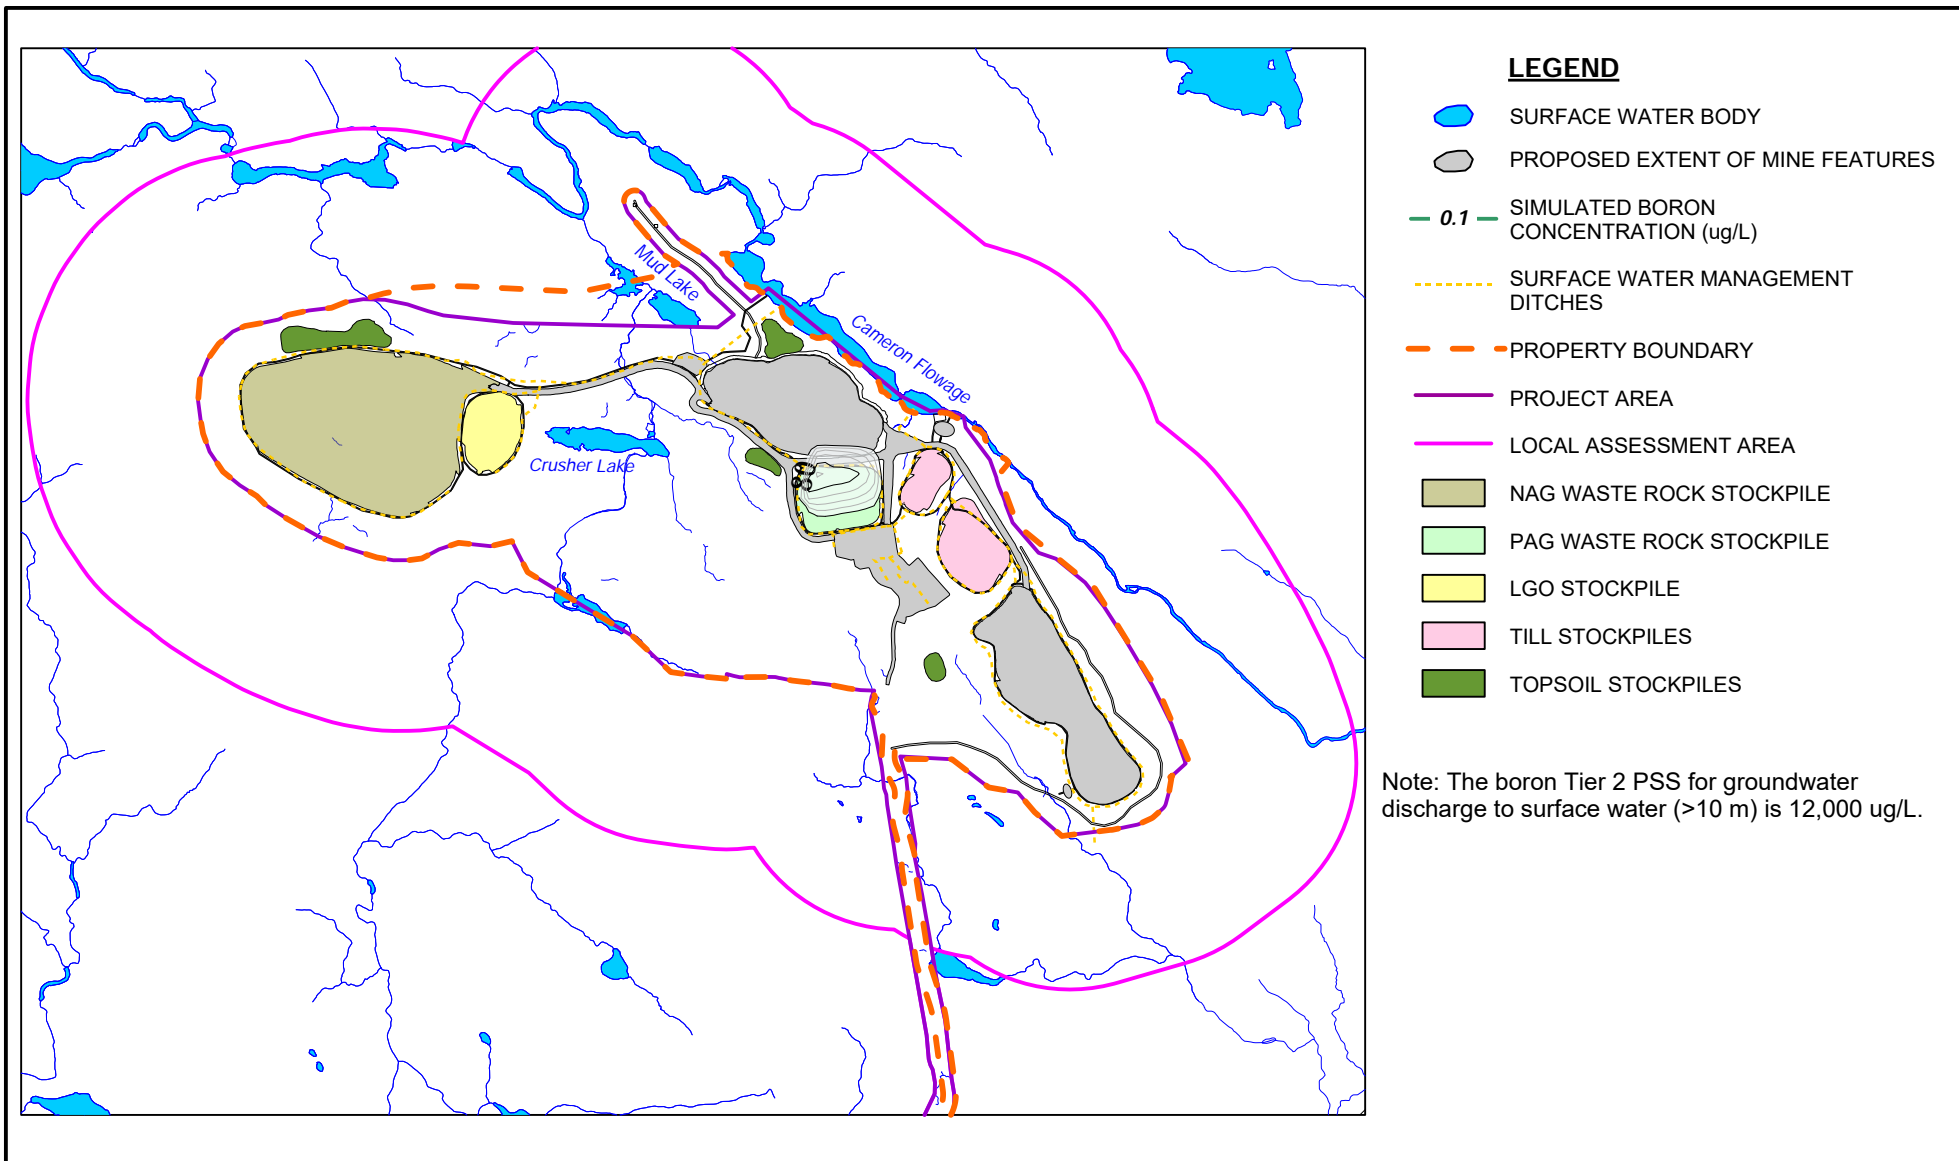 LEGEND
SURFACE WATER BODY
PROPOSED EXTENT OF MINE FEATURES
0.1
SIMULATED BORON
CONCENTRATION (ug/L)
SURFACE WATER MANAGEMENT
DITCHES
PROPERTY BOUNDARY
PROJECT AREA
LOCAL ASSESSMENT AREA
NAG WASTE ROCK STOCKPILE
PAG WASTE ROCK STOCKPILE
LGO STOCKPILE
TILL STOCKPILES
TOPSOIL STOCKPILES
Note: The boron Tier 2 PSS for groundwater
discharge to surface water (>10 m) is 12,000 ug/L.
Mud Lake
Cameron Flowage
Crusher Lake